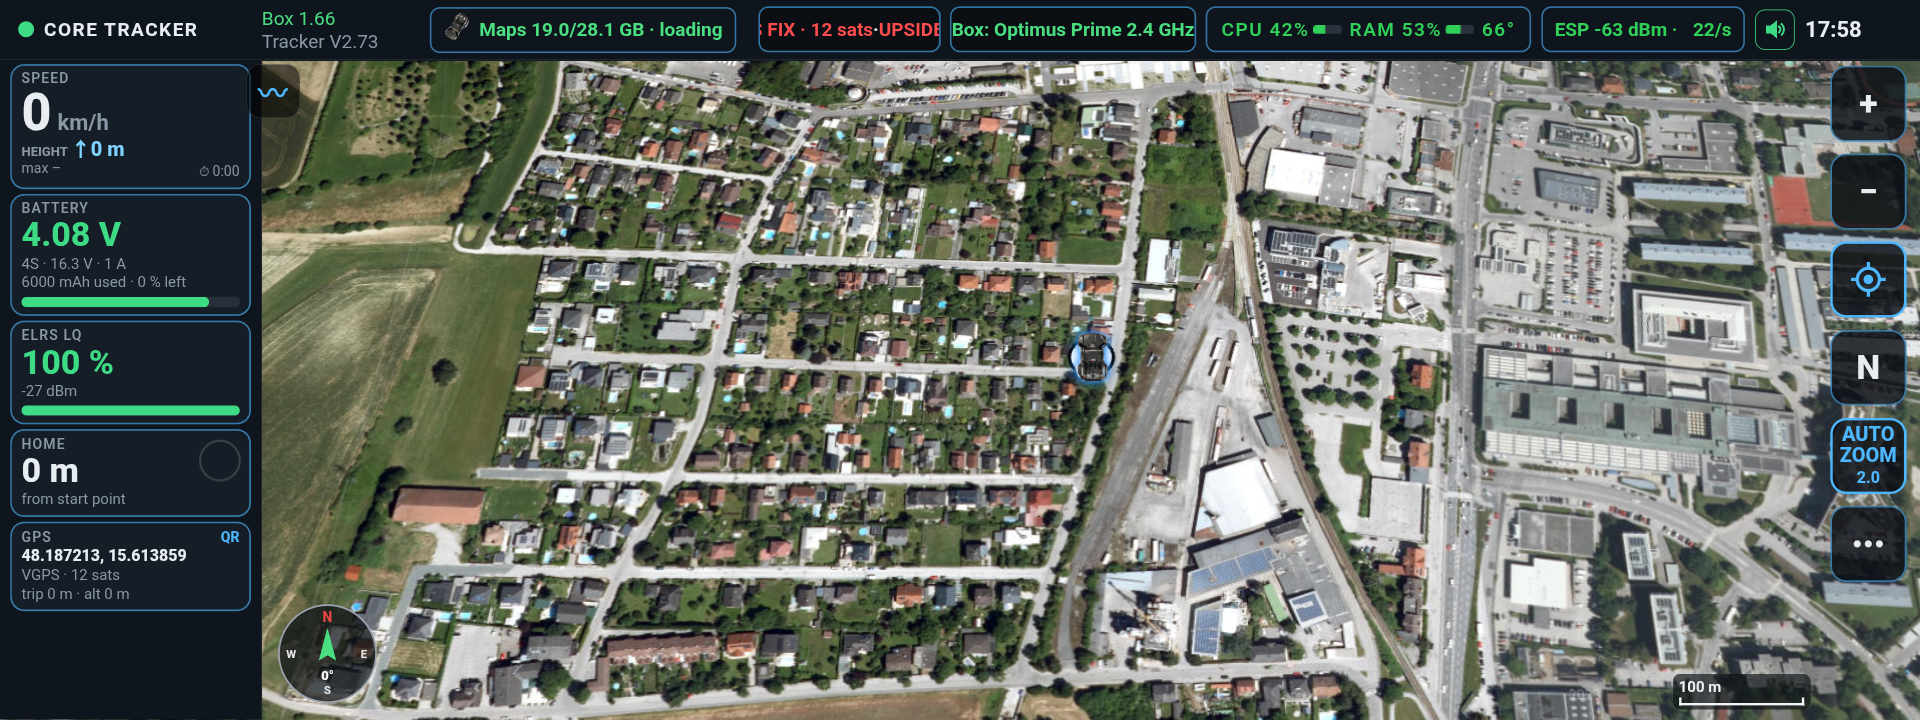 CORE TRACKER
Box 1.66
Tracker V2.73
Maps 19.0/28.1 GB · loading
FIX · 12 sats·UPSIDE
Box: Optimus Prime 2.4 GHz
CPU 42% RAM 53% 66°
ESP -63 dBm · 22/s
17:58
SPEED
0 km/h
HEIGHT ↑0 m
max –
⏱0:00
BATTERY
4.08 V
4S · 16.3 V · 1 A
6000 mAh used · 0 % left
ELRS LQ
100 %
-27 dBm
HOME
0 m
from start point
GPS QR
48.187213, 15.613859
VGPS · 12 sats
trip 0 m · alt 0 m
N
W E
0°
S
+
−
N
AUTO
ZOOM
2.0
•••
100 m